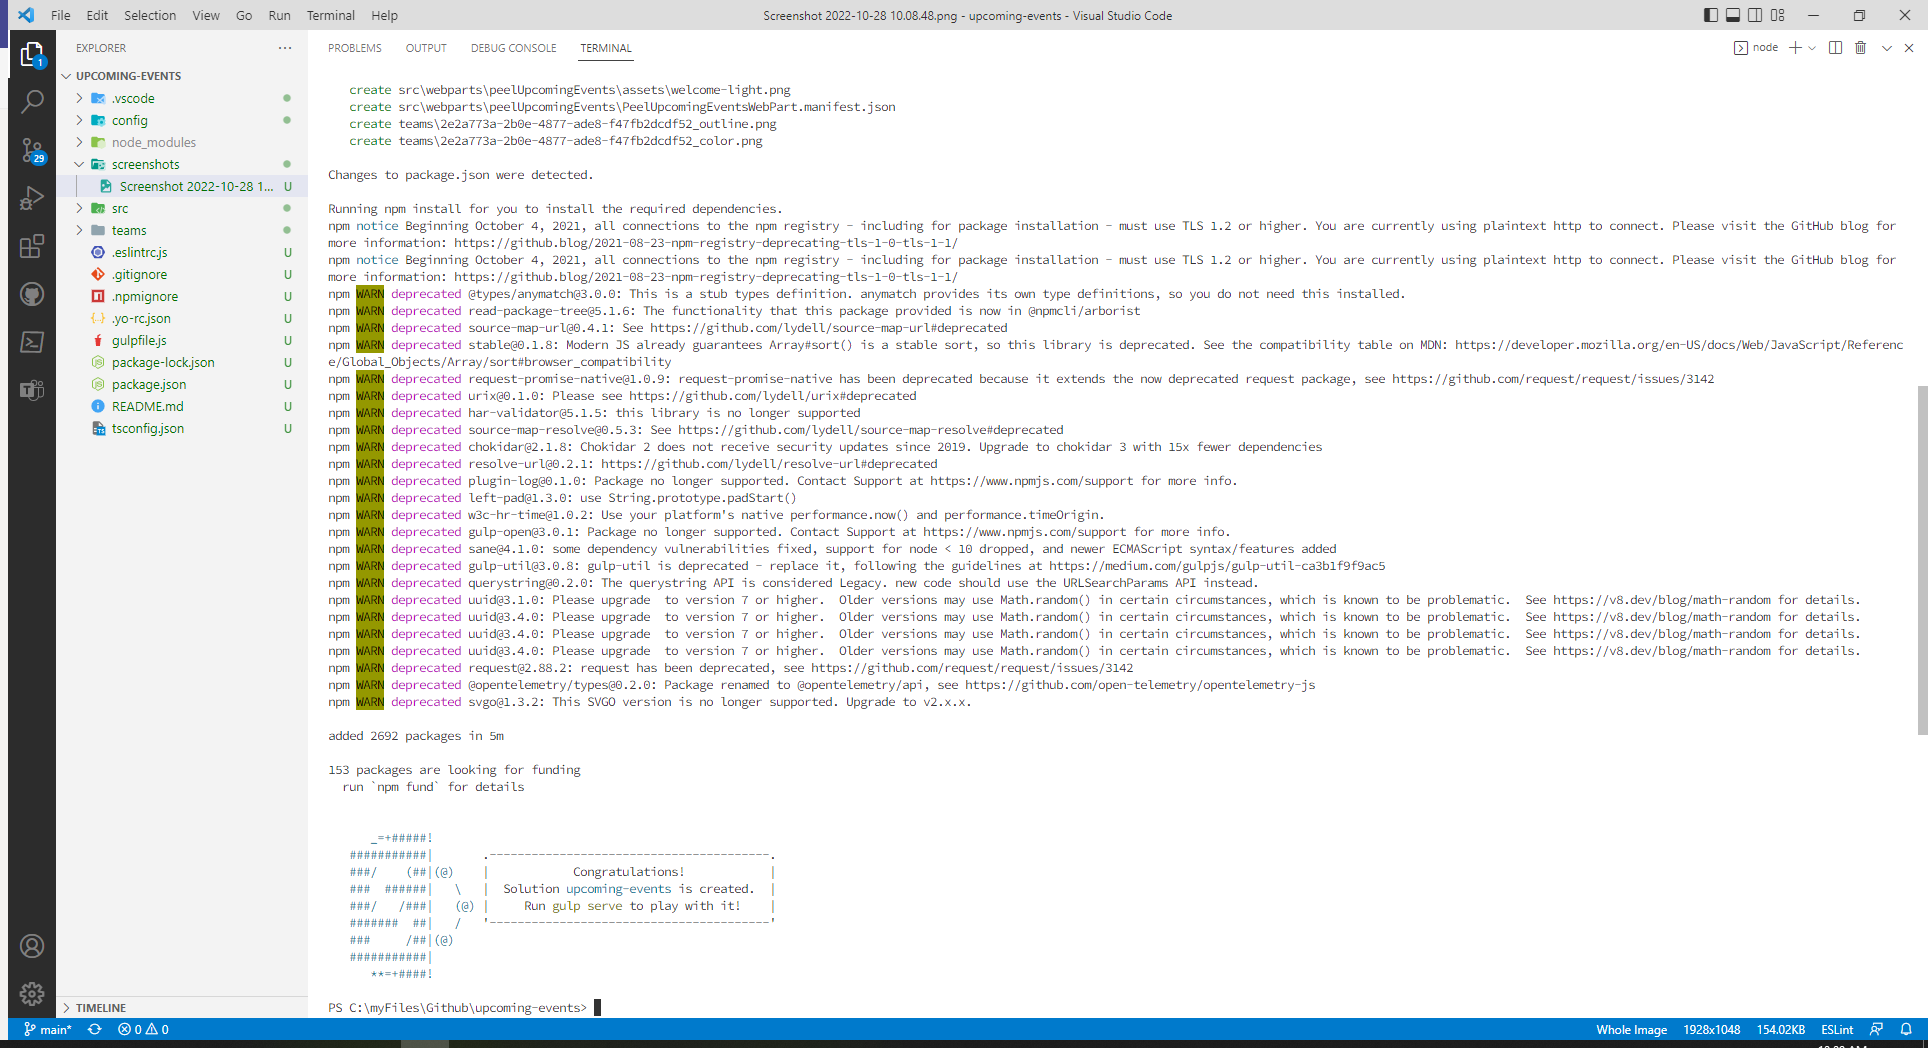 File Edit Selection View Go Run Terminal Help
Screenshot 2022-10-28 10.08.48.png - upcoming-events - Visual Studio Code
EXPLORER ...
UPCOMING-EVENTS
.vscode
config
node_modules
screenshots
Screenshot 2022-10-28 1... U
src
teams
.eslintrc.js U
.gitignore U
.npmignore U
.yo-rc.json U
gulpfile.js U
package-lock.json U
package.json U
README.md U
tsconfig.json U
TIMELINE
1
29
PROBLEMS OUTPUT DEBUG CONSOLE TERMINAL
node
create src\webparts\peelUpcomingEvents\assets\welcome-light.png
create src\webparts\peelUpcomingEvents\PeelUpcomingEventsWebPart.manifest.json
create teams\2e2a773a-2b0e-4877-ade8-f47fb2dcdf52_outline.png
create teams\2e2a773a-2b0e-4877-ade8-f47fb2dcdf52_color.png
Changes to package.json were detected.
Running npm install for you to install the required dependencies.
npm notice Beginning October 4, 2021, all connections to the npm registry - including for package installation - must use TLS 1.2 or higher. You are currently using plaintext http to connect. Please visit the GitHub blog for
more information: https://github.blog/2021-08-23-npm-registry-deprecating-tls-1-0-tls-1-1/
npm notice Beginning October 4, 2021, all connections to the npm registry - including for package installation - must use TLS 1.2 or higher. You are currently using plaintext http to connect. Please visit the GitHub blog for
more information: https://github.blog/2021-08-23-npm-registry-deprecating-tls-1-0-tls-1-1/
npm WARN deprecated @types/anymatch@3.0.0: This is a stub types definition. anymatch provides its own type definitions, so you do not need this installed.
npm WARN deprecated read-package-tree@5.1.6: The functionality that this package provided is now in @npmcli/arborist
npm WARN deprecated source-map-url@0.4.1: See https://github.com/lydell/source-map-url#deprecated
npm WARN deprecated stable@0.1.8: Modern JS already guarantees Array#sort() is a stable sort, so this library is deprecated. See the compatibility table on MDN: https://developer.mozilla.org/en-US/docs/Web/JavaScript/Referenc
e/Global_Objects/Array/sort#browser_compatibility
npm WARN deprecated request-promise-native@1.0.9: request-promise-native has been deprecated because it extends the now deprecated request package, see https://github.com/request/request/issues/3142
npm WARN deprecated urix@0.1.0: Please see https://github.com/lydell/urix#deprecated
npm WARN deprecated har-validator@5.1.5: this library is no longer supported
npm WARN deprecated source-map-resolve@0.5.3: See https://github.com/lydell/source-map-resolve#deprecated
npm WARN deprecated chokidar@2.1.8: Chokidar 2 does not receive security updates since 2019. Upgrade to chokidar 3 with 15x fewer dependencies
npm WARN deprecated resolve-url@0.2.1: https://github.com/lydell/resolve-url#deprecated
npm WARN deprecated plugin-log@0.1.0: Package no longer supported. Contact Support at https://www.npmjs.com/support for more info.
npm WARN deprecated left-pad@1.3.0: use String.prototype.padStart()
npm WARN deprecated w3c-hr-time@1.0.2: Use your platform's native performance.now() and performance.timeOrigin.
npm WARN deprecated gulp-open@3.0.1: Package no longer supported. Contact Support at https://www.npmjs.com/support for more info.
npm WARN deprecated sane@4.1.0: some dependency vulnerabilities fixed, support for node < 10 dropped, and newer ECMAScript syntax/features added
npm WARN deprecated gulp-util@3.0.8: gulp-util is deprecated - replace it, following the guidelines at https://medium.com/gulpjs/gulp-util-ca3b1f9f9ac5
npm WARN deprecated querystring@0.2.0: The querystring API is considered Legacy. new code should use the URLSearchParams API instead.
npm WARN deprecated uuid@3.1.0: Please upgrade  to version 7 or higher.  Older versions may use Math.random() in certain circumstances, which is known to be problematic.  See https://v8.dev/blog/math-random for details.
npm WARN deprecated uuid@3.4.0: Please upgrade  to version 7 or higher.  Older versions may use Math.random() in certain circumstances, which is known to be problematic.  See https://v8.dev/blog/math-random for details.
npm WARN deprecated uuid@3.4.0: Please upgrade  to version 7 or higher.  Older versions may use Math.random() in certain circumstances, which is known to be problematic.  See https://v8.dev/blog/math-random for details.
npm WARN deprecated uuid@3.4.0: Please upgrade  to version 7 or higher.  Older versions may use Math.random() in certain circumstances, which is known to be problematic.  See https://v8.dev/blog/math-random for details.
npm WARN deprecated request@2.88.2: request has been deprecated, see https://github.com/request/request/issues/3142
npm WARN deprecated @opentelemetry/types@0.2.0: Package renamed to @opentelemetry/api, see https://github.com/open-telemetry/opentelemetry-js
npm WARN deprecated svgo@1.3.2: This SVGO version is no longer supported. Upgrade to v2.x.x.
added 2692 packages in 5m
153 packages are looking for funding
run `npm fund` for details
_=+#####!
###########|      .----------------------------------------.
###/    (##|(@)    |            Congratulations!            |
###  ######|   \   |  Solution upcoming-events is created.  |
###/   /###|   (@) |     Run gulp serve to play with it!    |
#######  ##|   /   '----------------------------------------'
###     /##|(@)
###########|
**=+####!
PS C:\myFiles\Github\upcoming-events>
main* 0 0
Whole Image 1928x1048 154.02KB ESLint